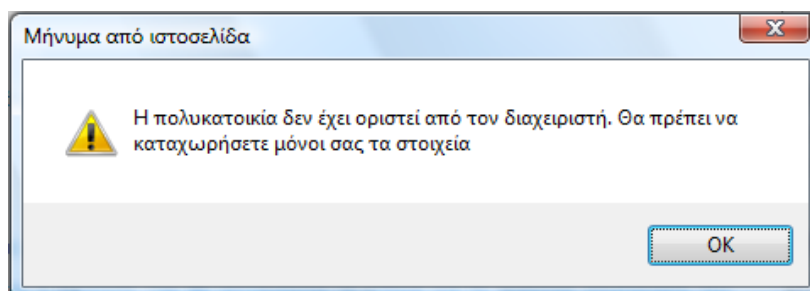 Μήνυμα από ιστοσελίδα
Η πολυκατοικία δεν έχει οριστεί από τον διαχειριστή. Θα πρέπει να
καταχωρήσετε μόνοι σας τα στοιχεία
OK